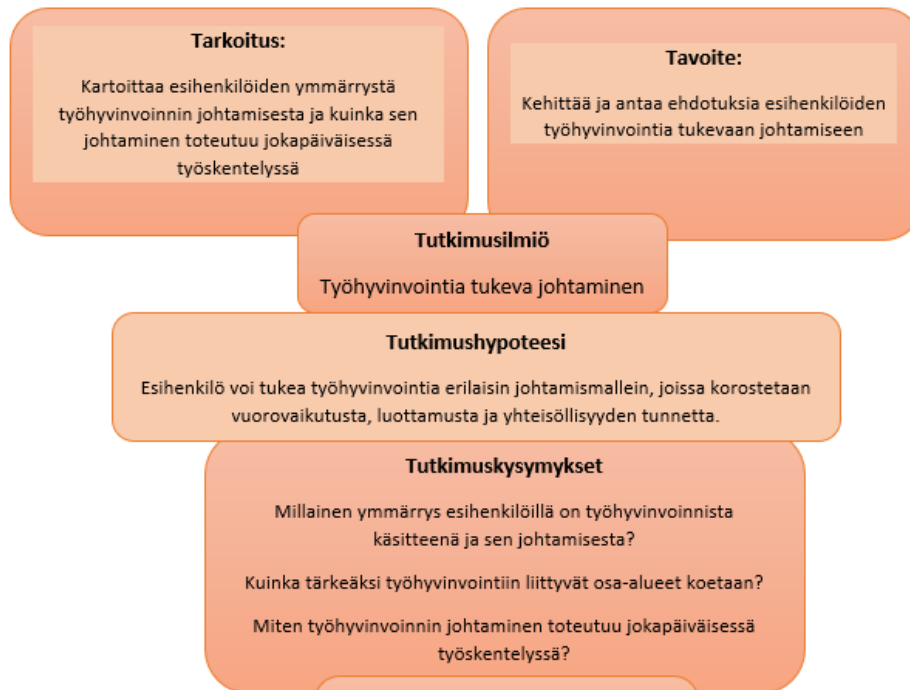 Tarkoitus:
Kartoittaa esihenkilöiden ymmärrystä
työhyvinvoinnin johtamisesta ja kuinka sen
johtaminen toteutuu jokapäiväisessä
työskentelyssä
Tavoite:
Kehittää ja antaa ehdotuksia esihenkilöiden
työhyvinvointia tukevaan johtamiseen
Tutkimusilmiö
Työhyvinvointia tukeva johtaminen
Tutkimushypoteesi
Esihenkilö voi tukea työhyvinvointia erilaisin johtamismallein, joissa korostetaan
vuorovaikutusta, luottamusta ja yhteisöllisyyden tunnetta.
Tutkimuskysymykset
Millainen ymmärrys esihenkilöillä on työhyvinvoinnista
käsitteenä ja sen johtamisesta?
Kuinka tärkeäksi työhyvinvointiin liittyvät osa-alueet koetaan?
Miten työhyvinvoinnin johtaminen toteutuu jokapäiväisessä
työskentelyssä?